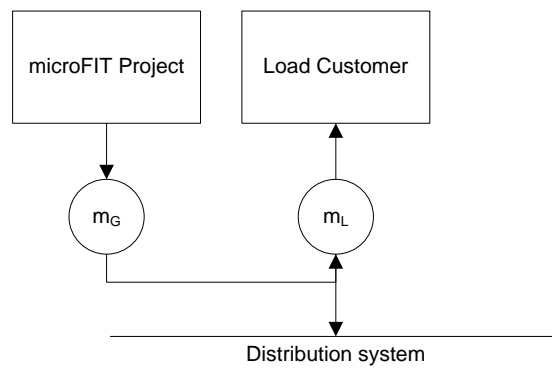 microFIT Project
Load Customer
mG
mL
Distribution system